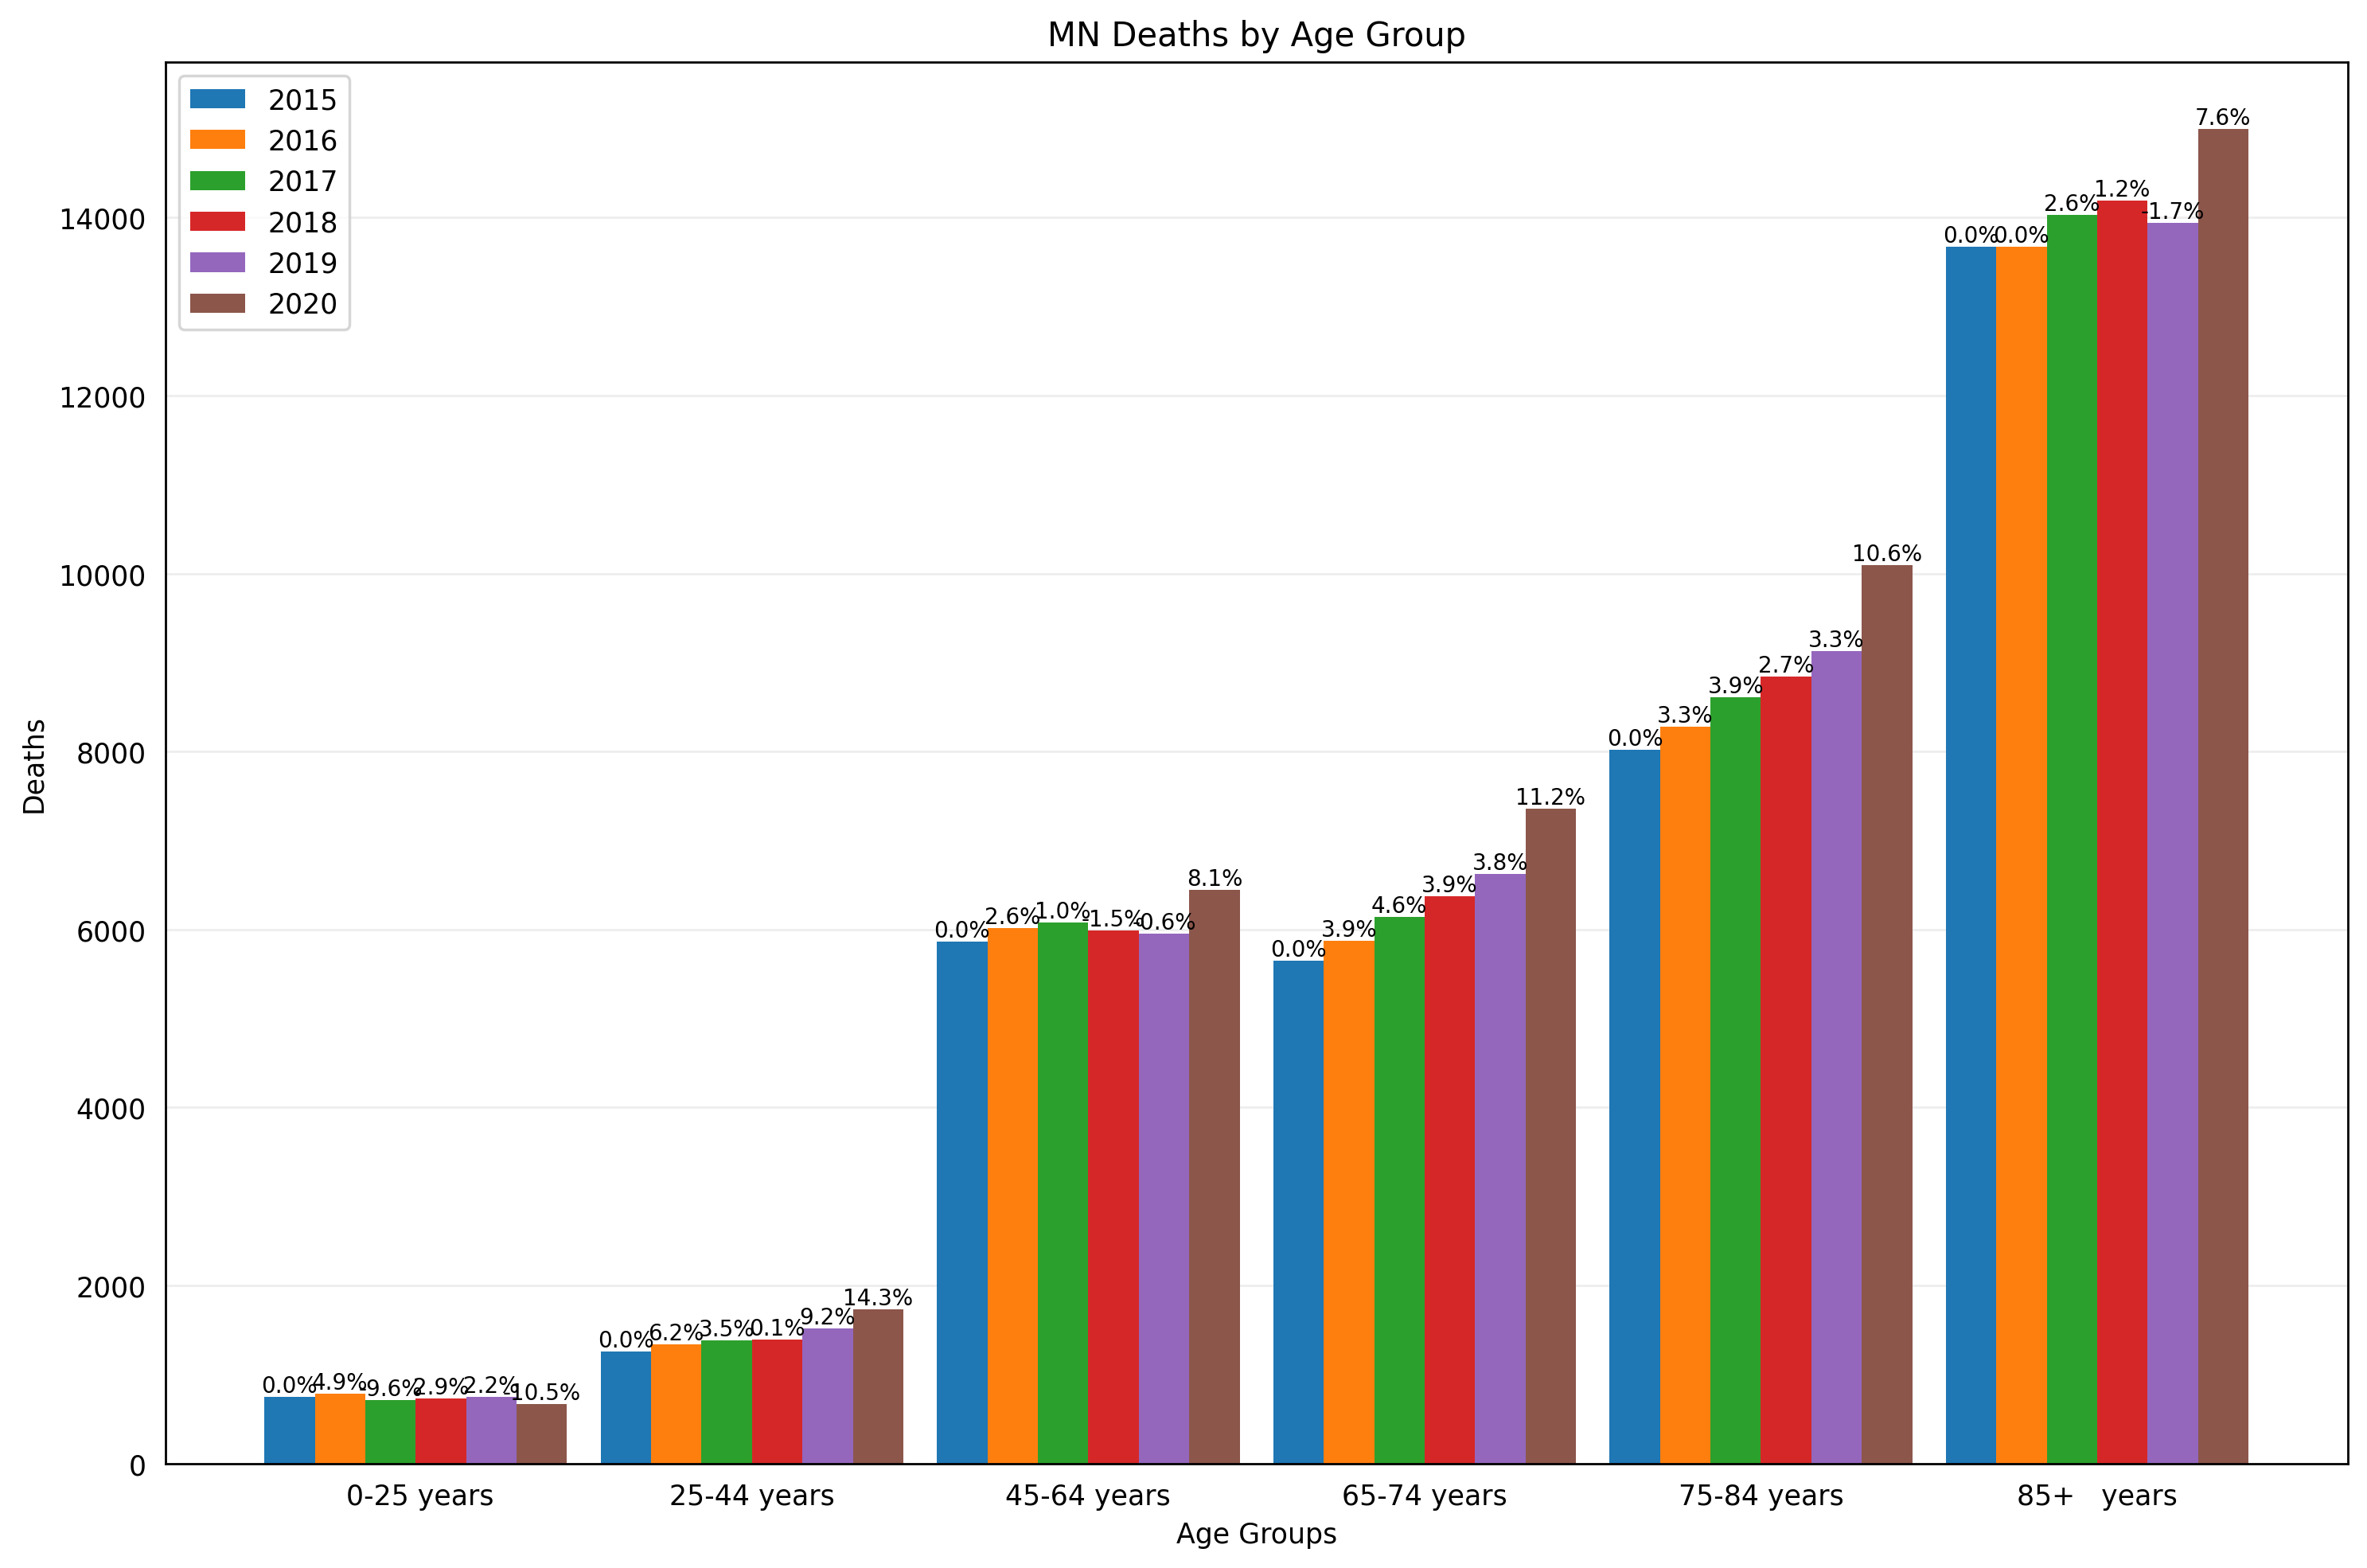 MN Deaths by Age Group
2015
2016
2017
2018
2019
2020
14000
12000
10000
8000
6000
4000
2000
0
Deaths
0.0% 4.9% -9.6% 2.9% 2.2% -10.5%
0.0% 6.2% 3.5% 0.1% 9.2% 14.3%
0.0% 2.6% 1.0% -1.5% -0.6% 8.1%
0.0% 3.9% 4.6% 3.9% 3.8% 11.2%
0.0% 3.3% 3.9% 2.7% 3.3% 10.6%
0.0% 0.0% 2.6% 1.2% -1.7% 7.6%
0-25 years 25-44 years 45-64 years 65-74 years 75-84 years 85+ years
Age Groups